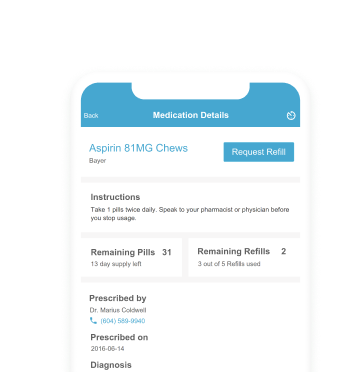 Back Medication Details
Aspirin 81MG Chews
Request Refill
Bayer
Instructions
Take 1 pills twice daily. Speak to your pharmacist or physician before
you stop usage.
Remaining Pills 31
13 day supply left
Remaining Refills 2
3 out of 5 Refills used
Prescribed by
Dr. Marius Coldwell
(604) 589-9940
Prescribed on
2016-06-14
Diagnosis